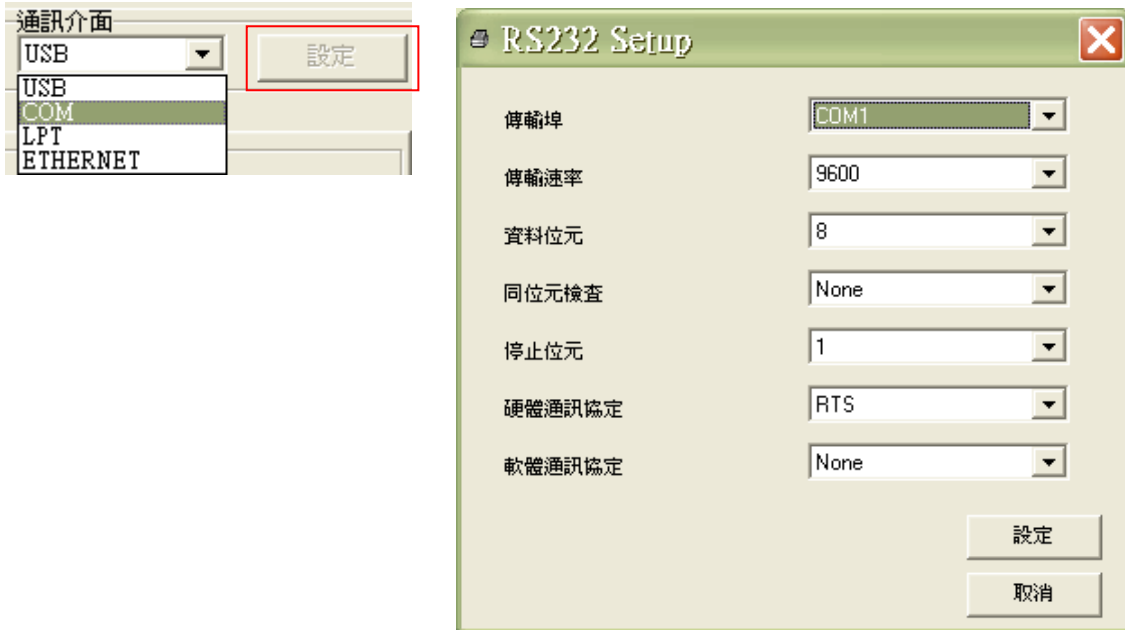 通訊介面
USB
設定
USB
COM
LPT
ETHERNET
RS232 Setup
傳輸埠 COM1
傳輸速率 9600
資料位元 8
同位元檢查 None
停止位元 1
硬體通訊協定 RTS
軟體通訊協定 None
設定
取消